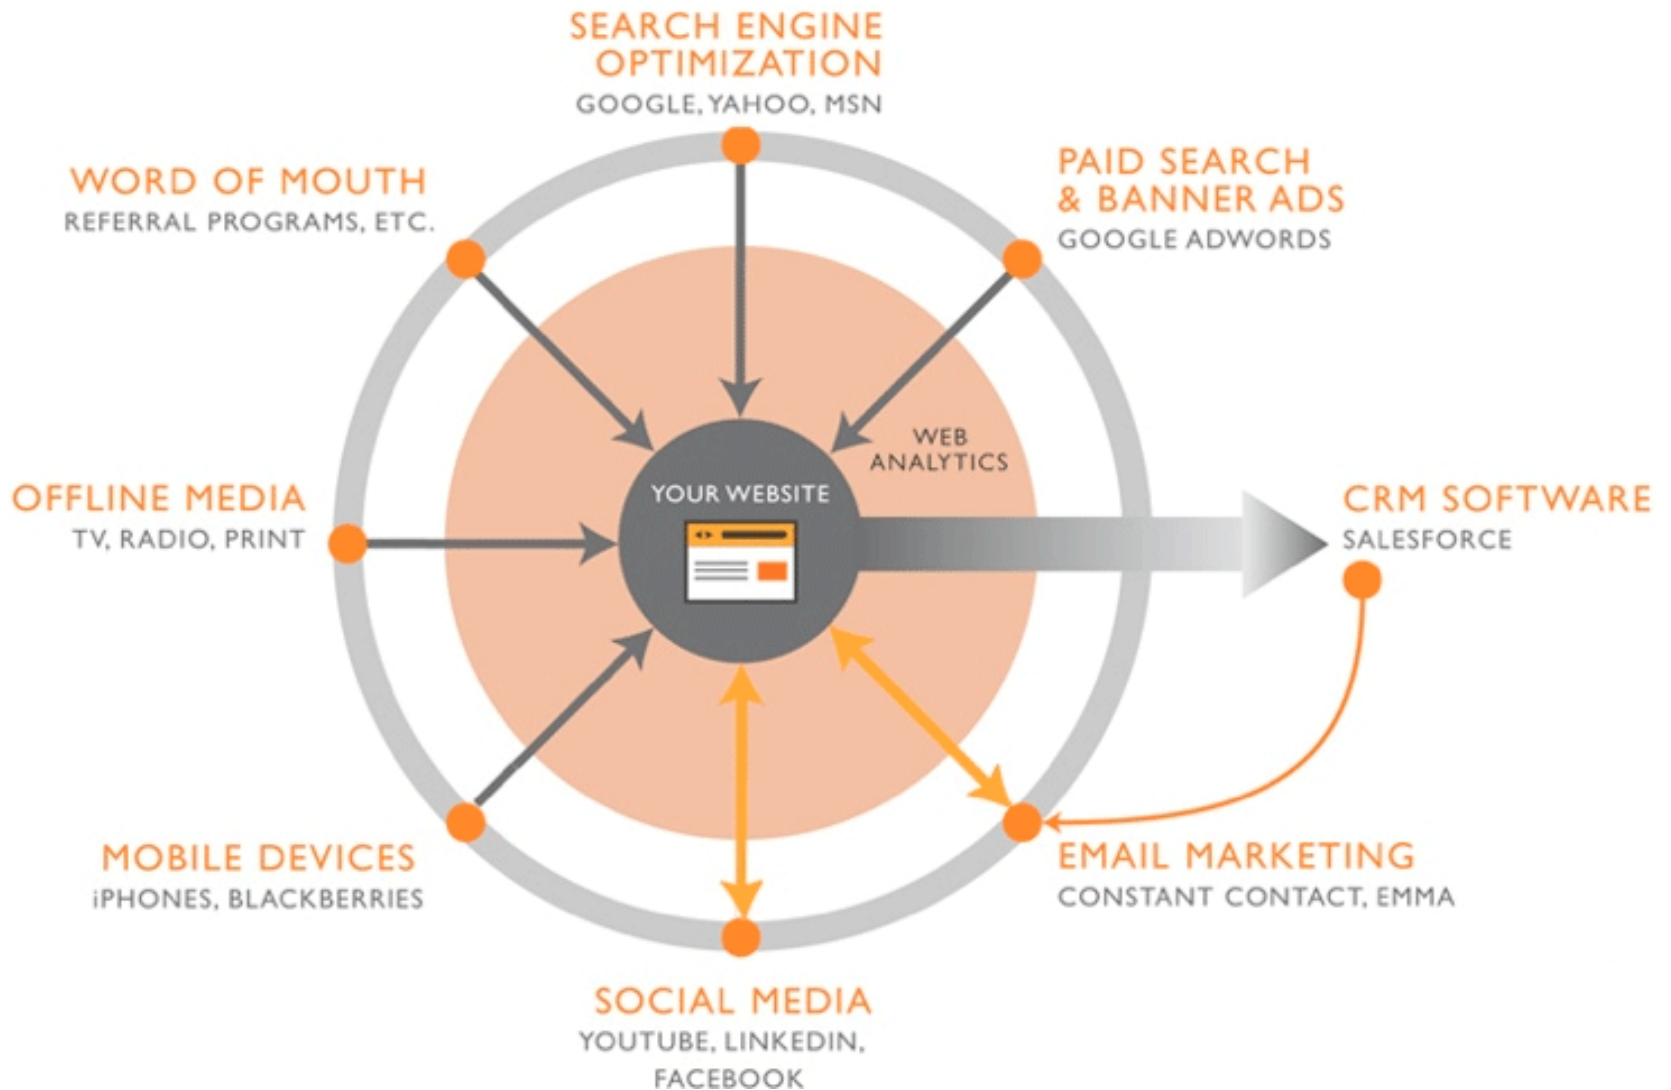 SEARCH ENGINE
OPTIMIZATION
GOOGLE, YAHOO, MSN
PAID SEARCH
& BANNER ADS
GOOGLE ADWORDS
WORD OF MOUTH
REFERRAL PROGRAMS, ETC.
WEB
ANALYTICS
YOUR WEBSITE
OFFLINE MEDIA
TV, RADIO, PRINT
CRM SOFTWARE
SALESFORCE
MOBILE DEVICES
iPHONES, BLACKBERRIES
EMAIL MARKETING
CONSTANT CONTACT, EMMA
SOCIAL MEDIA
YOUTUBE, LINKEDIN,
FACEBOOK